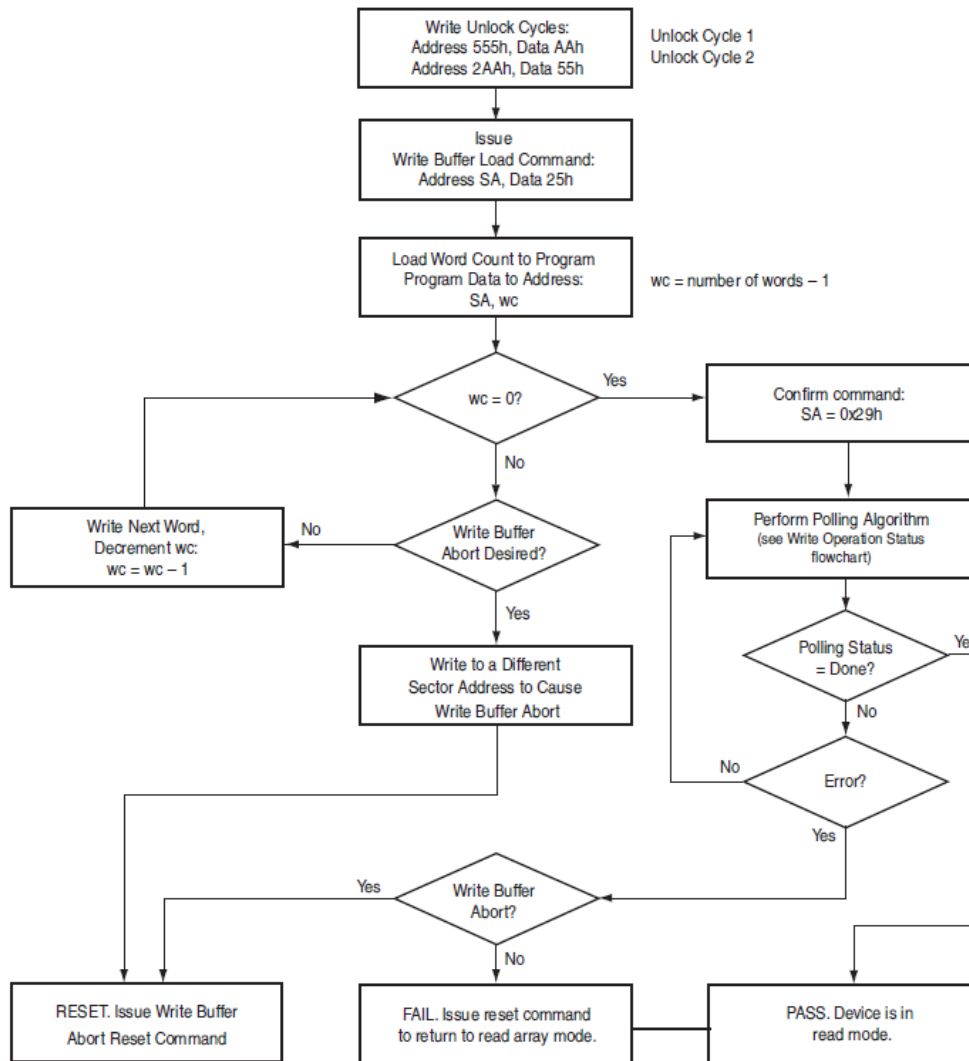 Write Unlock Cycles:
Address 555h, Data AAh
Address 2AAh, Data 55h
Unlock Cycle 1
Unlock Cycle 2
Issue
Write Buffer Load Command:
Address SA, Data 25h
Load Word Count to Program
Program Data to Address:
SA, wc
wc = number of words – 1
wc = 0?
Yes
Confirm command:
SA = 0x29h
No
Write Next Word,
Decrement wc:
wc = wc – 1
No
Write Buffer
Abort Desired?
Perform Polling Algorithm
(see Write Operation Status
flowchart)
Yes
Polling Status
= Done?
Ye
Write to a Different
Sector Address to Cause
Write Buffer Abort
No
No
Error?
Yes
Yes
Write Buffer
Abort?
No
RESET. Issue Write Buffer
Abort Reset Command
FAIL. Issue reset command
to return to read array mode.
PASS. Device is in
read mode.